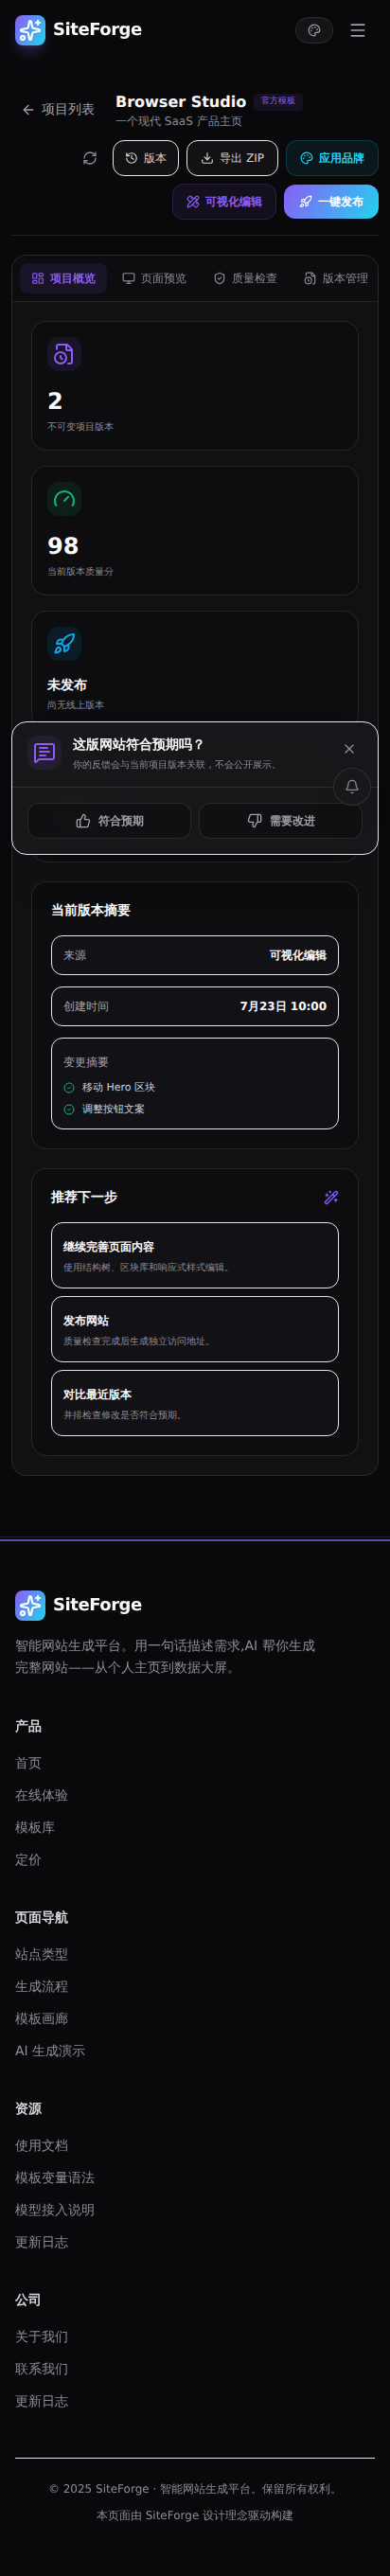 SiteForge
项目列表
Browser Studio 官方模板
一个现代 SaaS 产品主页
版本 导出 ZIP 应用品牌
可视化编辑 一键发布
项目概览 页面预览 质量检查 版本管理
2
不可变项目版本
98
当前版本质量分
未发布
尚无线上版本
这版网站符合预期吗？
你的反馈会与当前项目版本关联，不会公开展示。
符合预期 需要改进
当前版本摘要
来源 可视化编辑
创建时间 7月23日 10:00
变更摘要
移动 Hero 区块
调整按钮文案
推荐下一步
继续完善页面内容
使用结构树、区块库和响应式样式编辑。
发布网站
质量检查完成后生成独立访问地址。
对比最近版本
并排检查修改是否符合预期。
SiteForge
智能网站生成平台。用一句话描述需求,AI 帮你生成
完整网站——从个人主页到数据大屏。
产品
首页
在线体验
模板库
定价
页面导航
站点类型
生成流程
模板画廊
AI 生成演示
资源
使用文档
模板变量语法
模型接入说明
更新日志
公司
关于我们
联系我们
更新日志
© 2025 SiteForge · 智能网站生成平台。保留所有权利。
本页面由 SiteForge 设计理念驱动构建